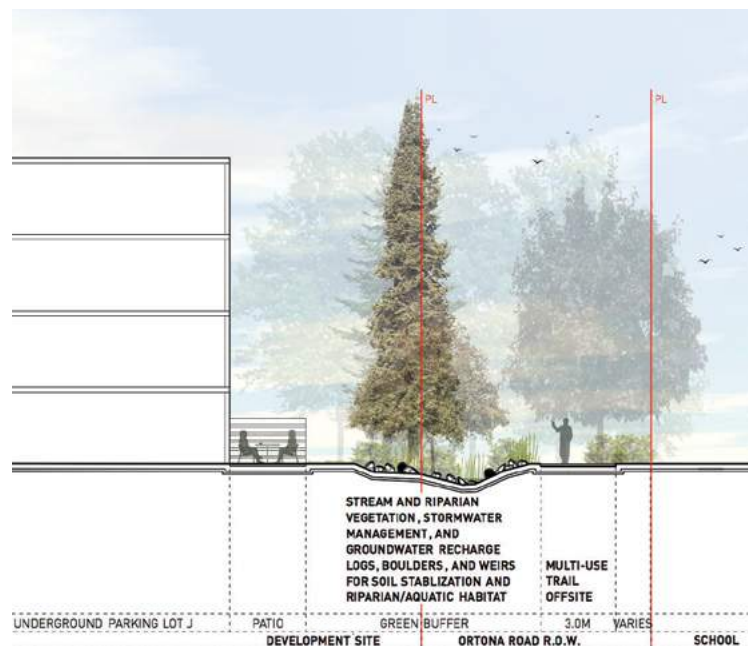 PL
PL
STREAM AND RIPARIAN
VEGETATION, STORMWATER
MANAGEMENT, AND
GROUNDWATER RECHARGE
LOGS, BOULDERS, AND WEIRS
FOR SOIL STABLIZATION AND
RIPARIAN/AQUATIC HABITAT
MULTI-USE
TRAIL
OFFSITE
UNDERGROUND PARKING LOT J
PATIO
GREEN BUFFER
3.0M
VARIES
DEVELOPMENT SITE
ORTONA ROAD R.O.W.
SCHOOL